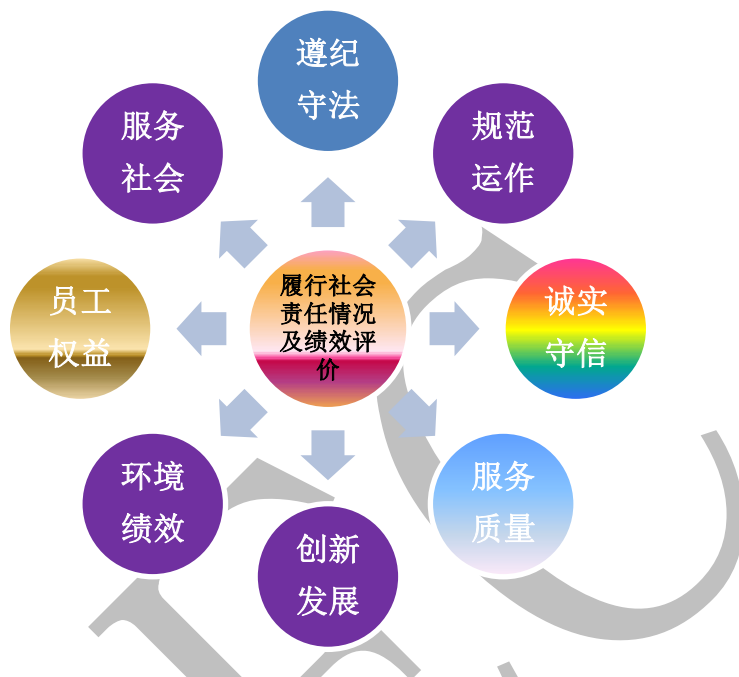 遵纪
守法
规范
运作
诚实
守信
服务
质量
创新
发展
环境
绩效
员工
权益
服务
社会
履行社会
责任情况
及绩效评
价